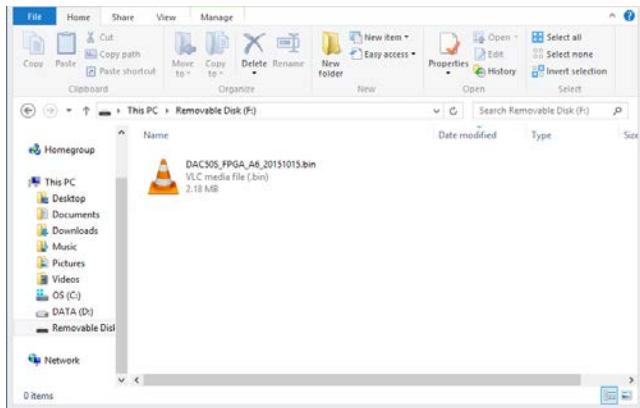 File Home Share View Manage
Copy
Paste
Cut
Copy path
Paste shortcut
Move to
Copy to
Delete
Rename
New folder
New item
Easy access
Properties
Open
Edit
History
Select all
Select none
Invert selection
Clipboard Organize New Open Select
This PC Removable Disk (F:) Search Removable Disk (F:)
Name Date modified Type Size
Homegroup
This PC
Desktop
Documents
Downloads
Music
Pictures
Videos
OS (C:)
DATA (D:)
Removable Disk
Network
DAC50S_FPGA_A6_20151015.bin
VLC media file (.bin)
2.18 MB
0 items